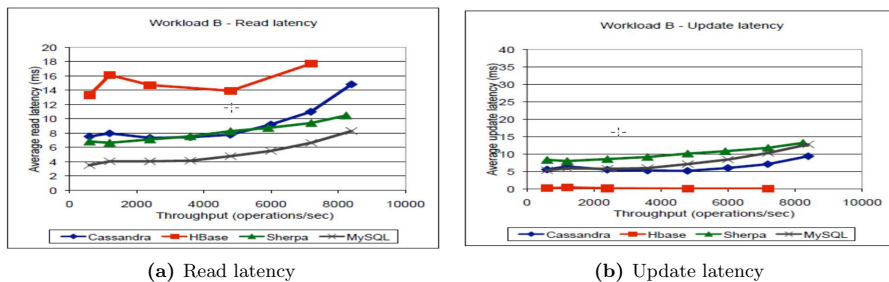 Workload B - Read latency
Average read latency (ms)
20
18
16
14
12
10
8
6
4
2
0
0 2000 4000 6000 8000 10000
Throughput (operations/sec)
Cassandra HBase Sherpa MySQL
(a) Read latency
Workload B - Update latency
Average update latency (ms)
40
35
30
25
20
15
10
5
0
0 2000 4000 6000 8000 10000
Throughput (operations/sec)
Cassandra Hbase Sherpa MySQL
(b) Update latency